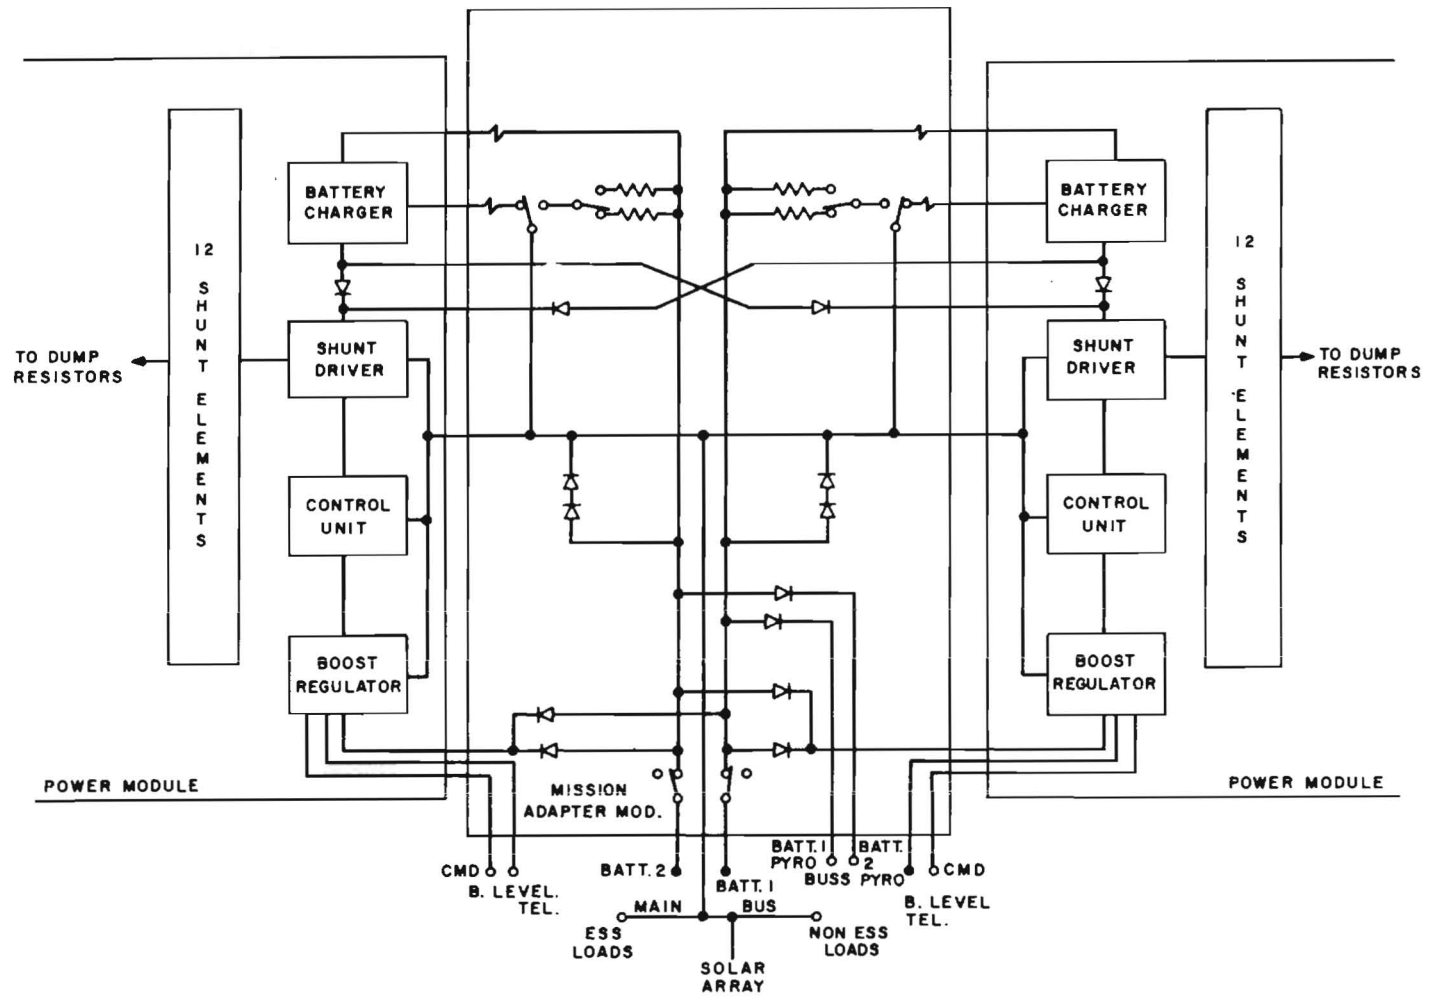 BATTERY
CHARGER
BATTERY
CHARGER
12
SHUNT ELEMENTS
12
SHUNT ELEMENTS
TO DUMP
RESISTORS
SHUNT
DRIVER
SHUNT
DRIVER
TO DUMP
RESISTORS
CONTROL
UNIT
CONTROL
UNIT
BOOST
REGULATOR
BOOST
REGULATOR
POWER MODULE
MISSION
ADAPTER MOD.
POWER MODULE
CMD
B. LEVEL.
TEL.
BATT. 2
BATT. 1
BATT. 1
PYRO
BUSS
BATT.
2
PYRO
CMD
B. LEVEL
TEL.
MAIN BUS
ESS
LOADS
NON ESS
LOADS
SOLAR
ARRAY